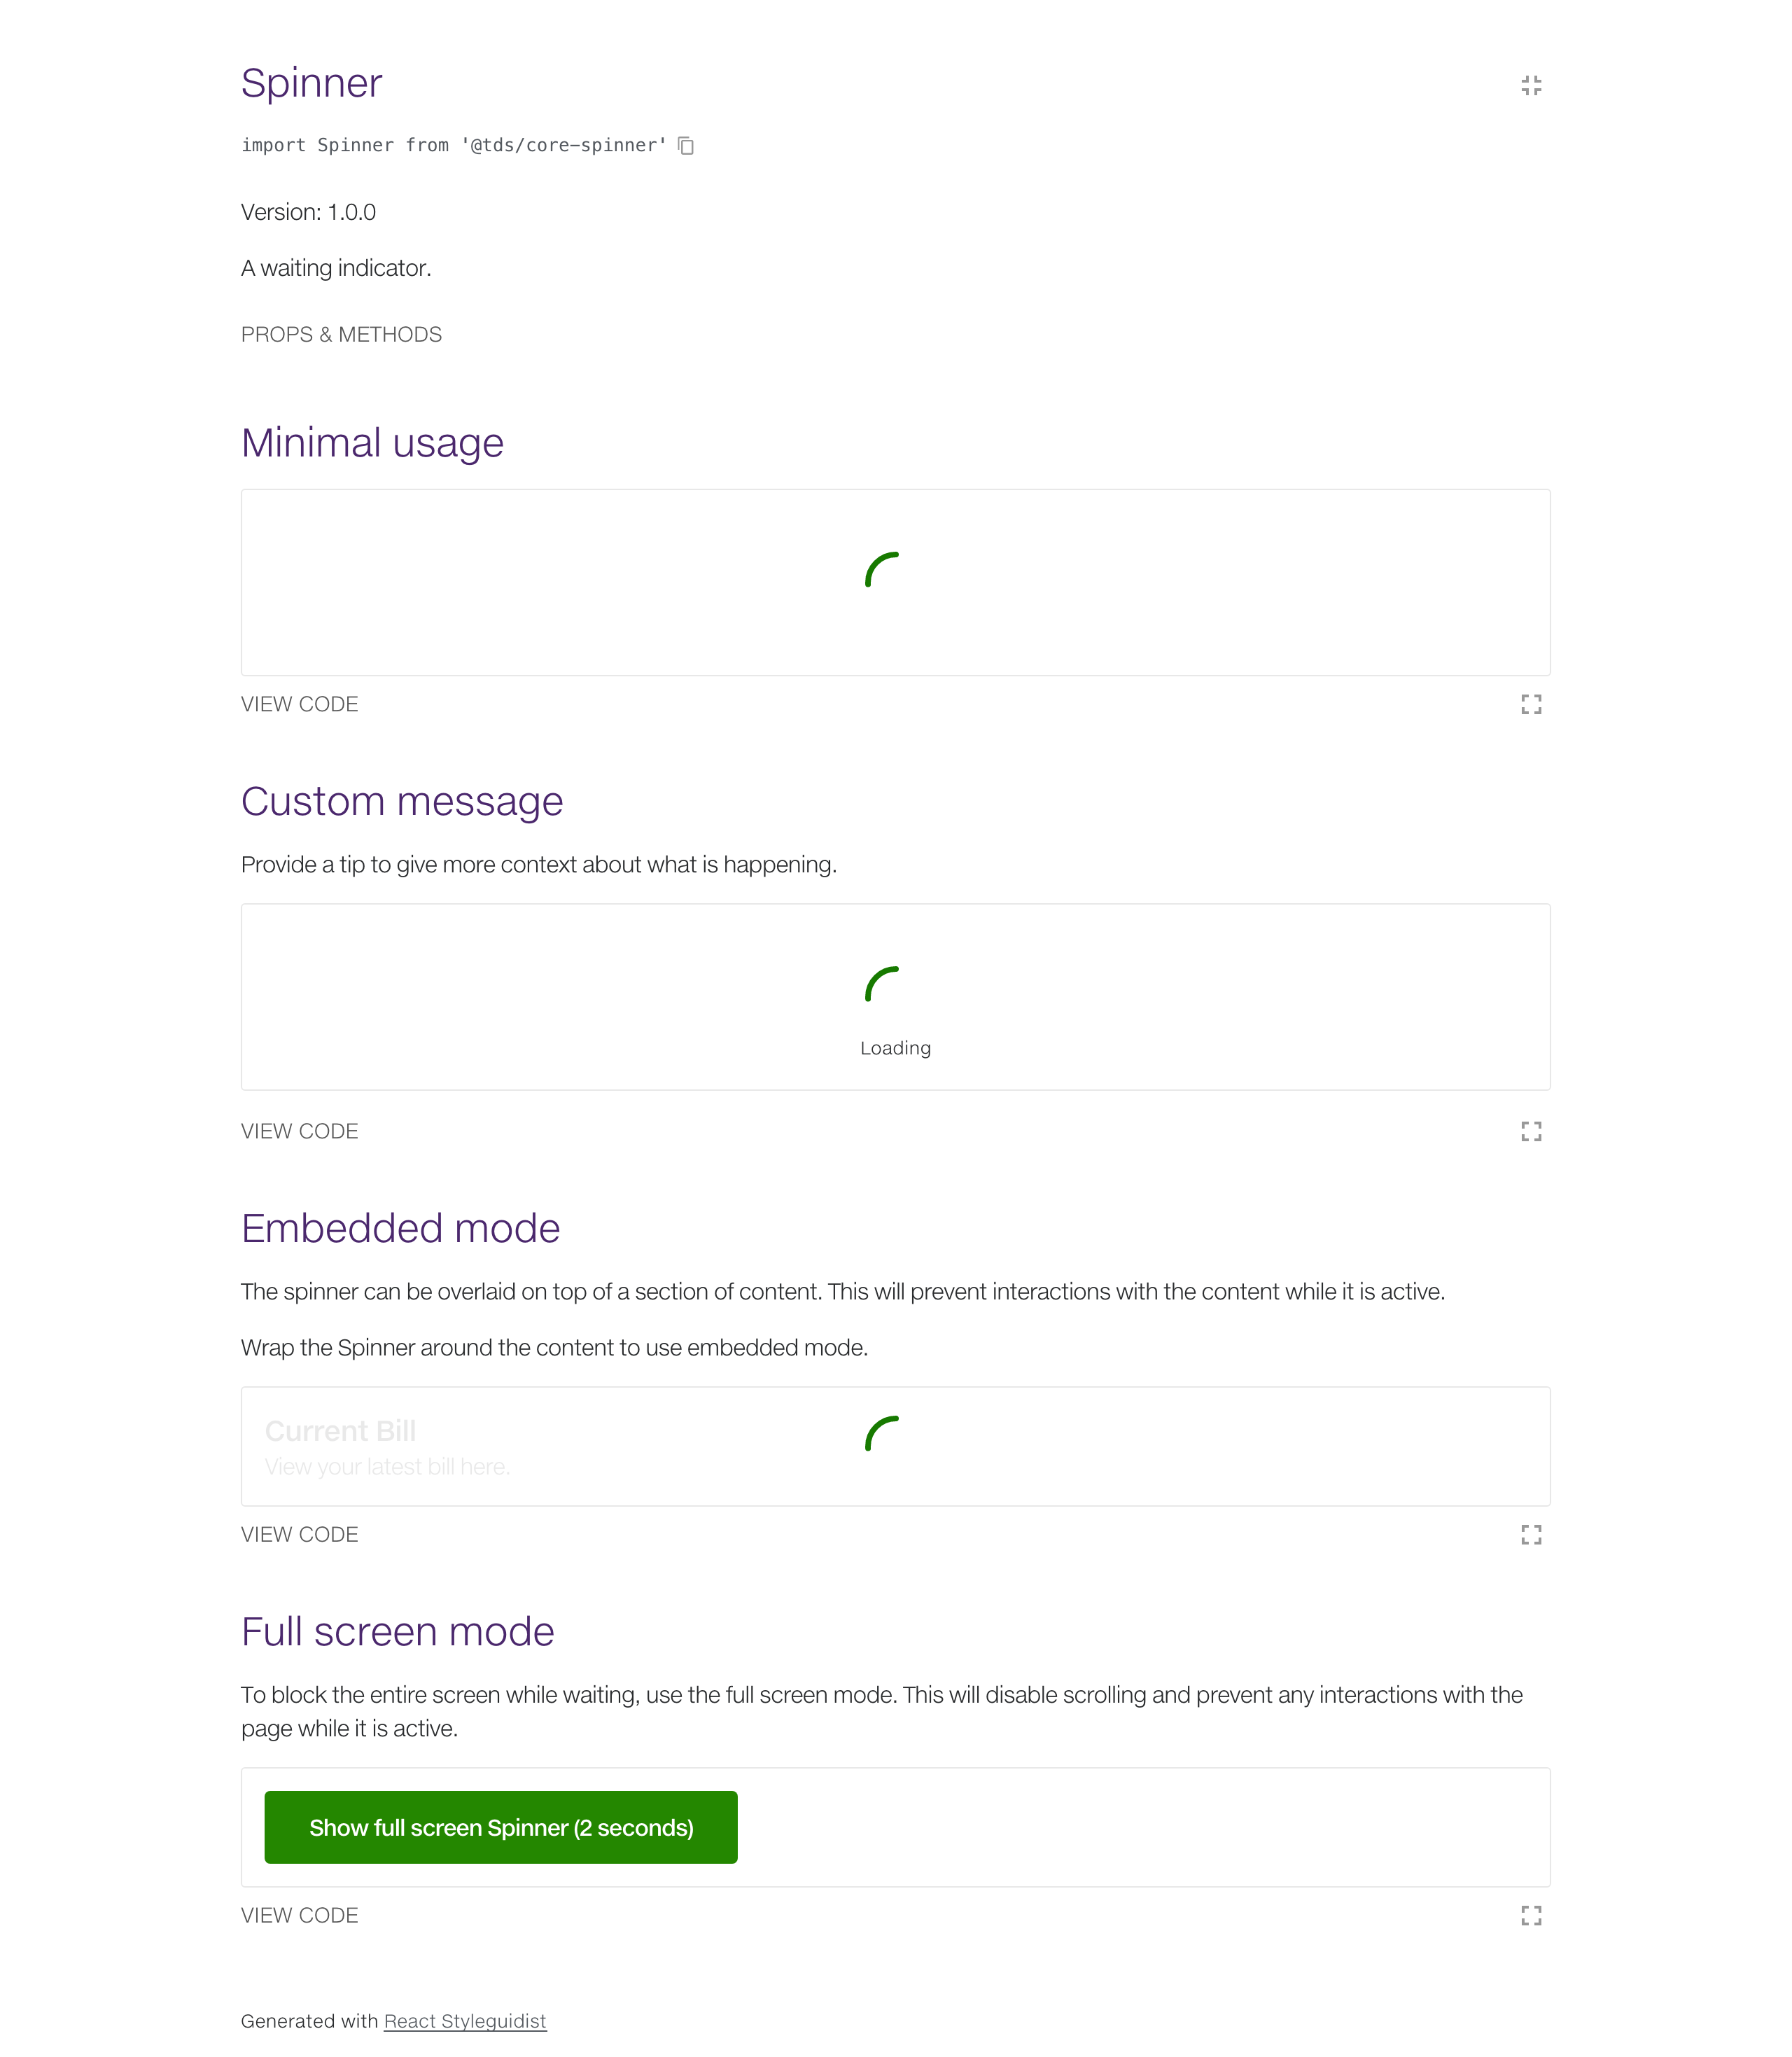 Spinner
import Spinner from '@tds/core-spinner'
Version: 1.0.0
A waiting indicator.
PROPS & METHODS
Minimal usage
VIEW CODE
Custom message
Provide a tip to give more context about what is happening.
Loading
VIEW CODE
Embedded mode
The spinner can be overlaid on top of a section of content. This will prevent interactions with the content while it is active.
Wrap the Spinner around the content to use embedded mode.
Current Bill
View your latest bill here.
VIEW CODE
Full screen mode
To block the entire screen while waiting, use the full screen mode. This will disable scrolling and prevent any interactions with the
page while it is active.
Show full screen Spinner (2 seconds)
VIEW CODE
Generated with React Styleguidist